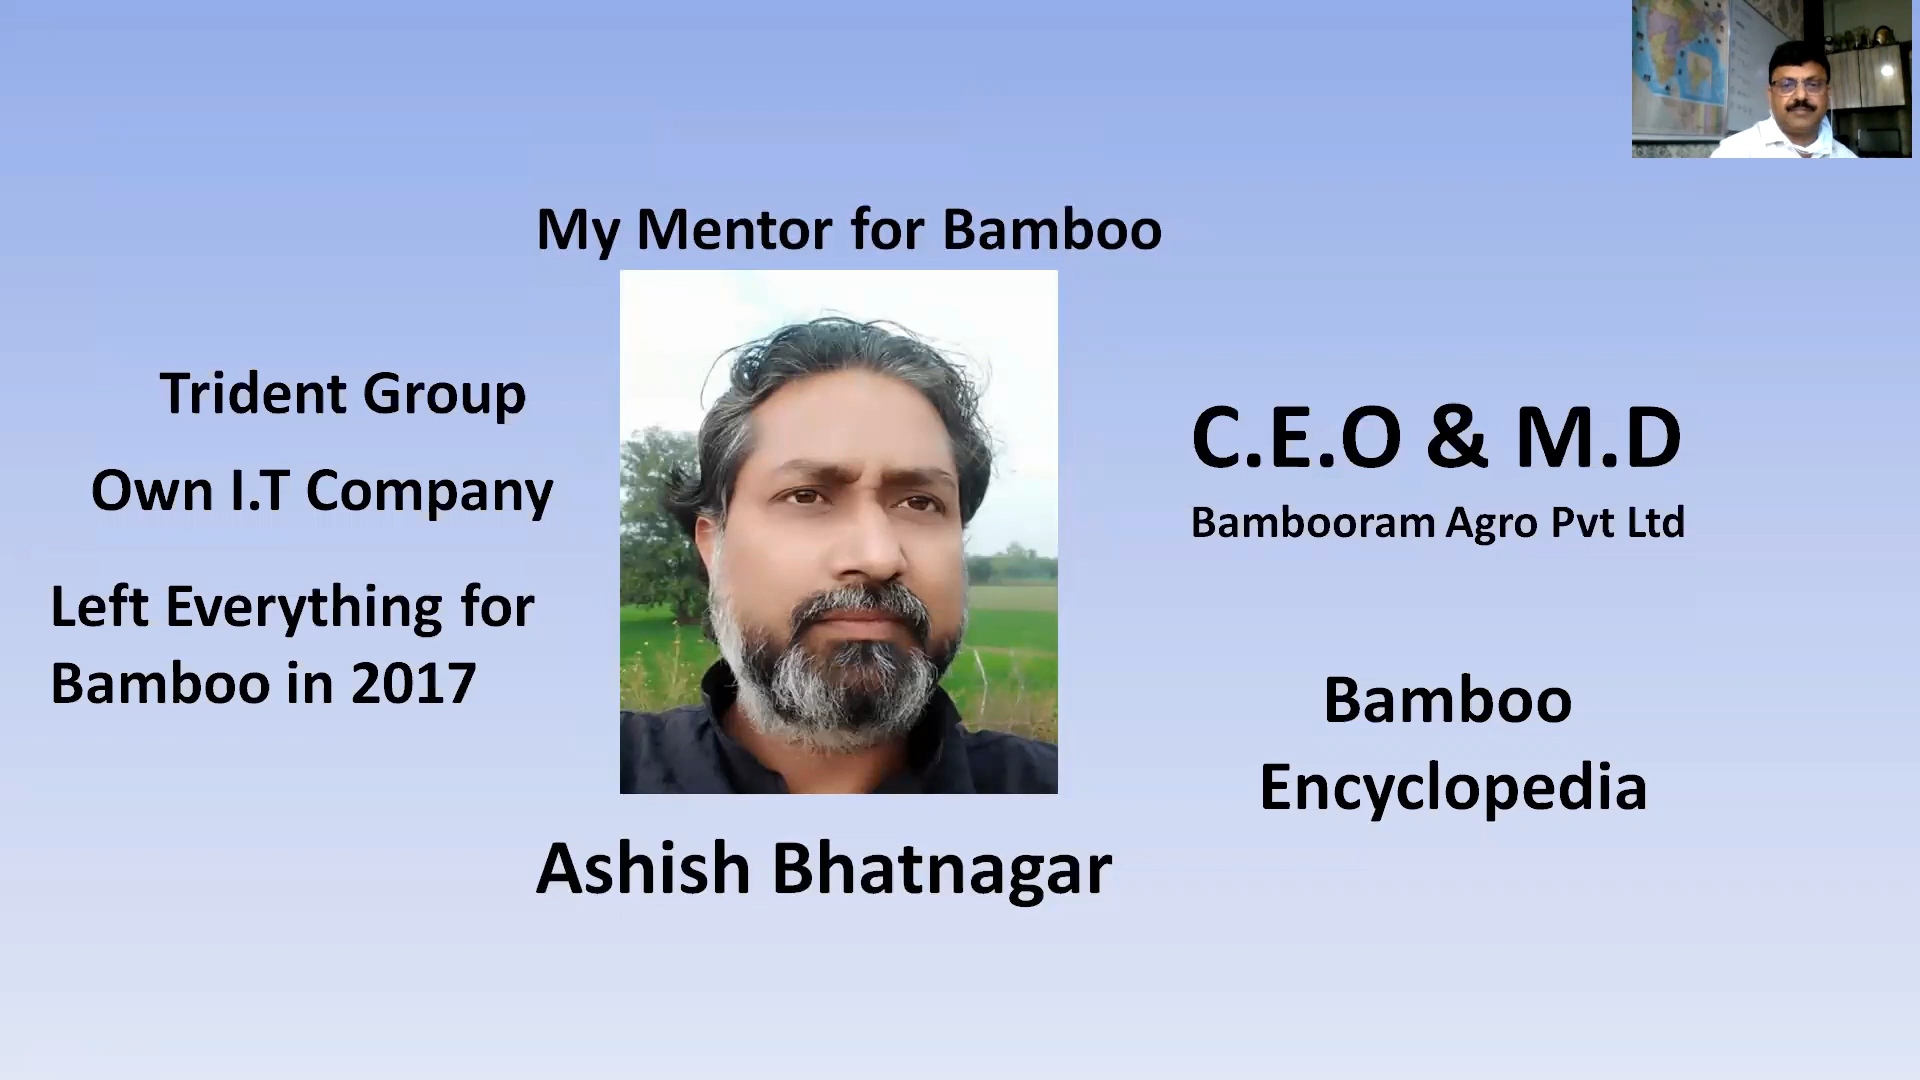 My Mentor for Bamboo
Trident Group
Own I.T Company
Left Everything for
Bamboo in 2017
C.E.O & M.D
Bambooram Agro Pvt Ltd
Bamboo
Encyclopedia
Ashish Bhatnagar